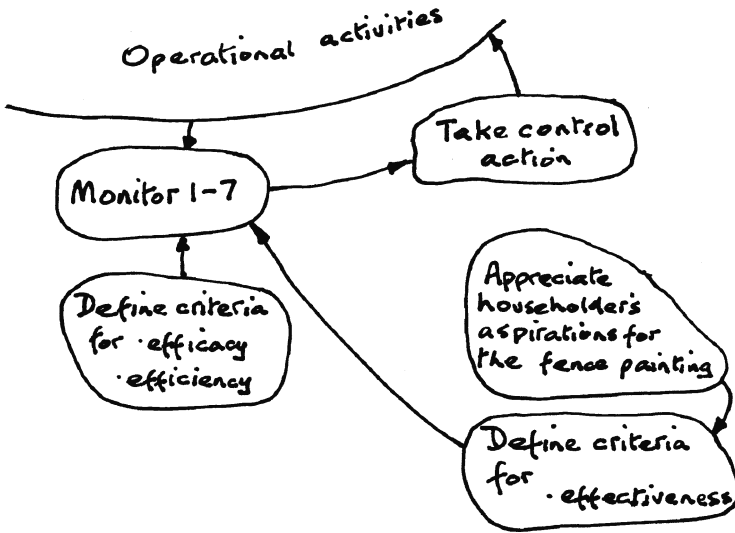 Operational activities
Take control
action
Monitor 1-7
Define criteria
for · efficacy
· efficiency
Appreciate
householder's
aspirations for
the fence painting
Define criteria
for
· effectiveness